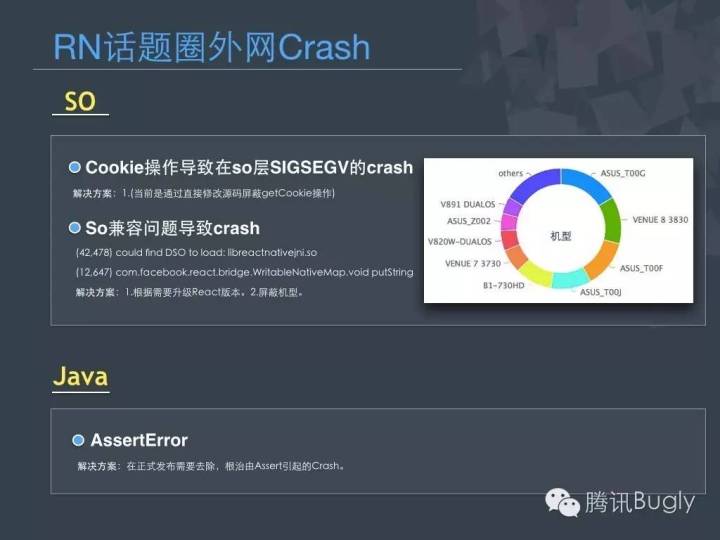 RN话题圈外网Crash
SO
Cookie操作导致在so层SIGSEGV的crash
解决方案：1.(当前是通过直接修改源码屏蔽getCookie操作)
So兼容问题导致crash
(42,478) could find DSO to load: libreactnativejni.so
(12,647) com.facebook.react.bridge.WritableNativeMap.void putString
解决方案：1.根据需要升级React版本。2.屏蔽机型。
others
ASUS_T00G
V891 DUALOS
VENUE 8 3830
ASUS_Z002
机型
V820W-DUALOS
VENUE 7 3730
ASUS_T00F
B1-730HD
ASUS_T00J
Java
AssertError
解决方案：在正式发布需要去除，根治由Assert引起的Crash。
腾讯Bugly